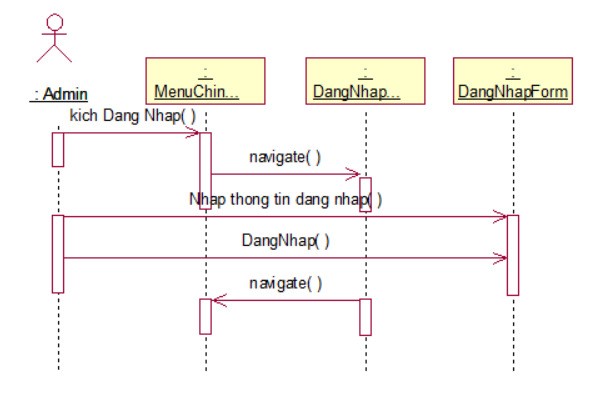 : Admin
:
MenuChin...
:
DangNhap...
:
DangNhapForm
kich Dang Nhap( )
navigate( )
Nhap thong tin dang nhap( )
DangNhap( )
navigate( )